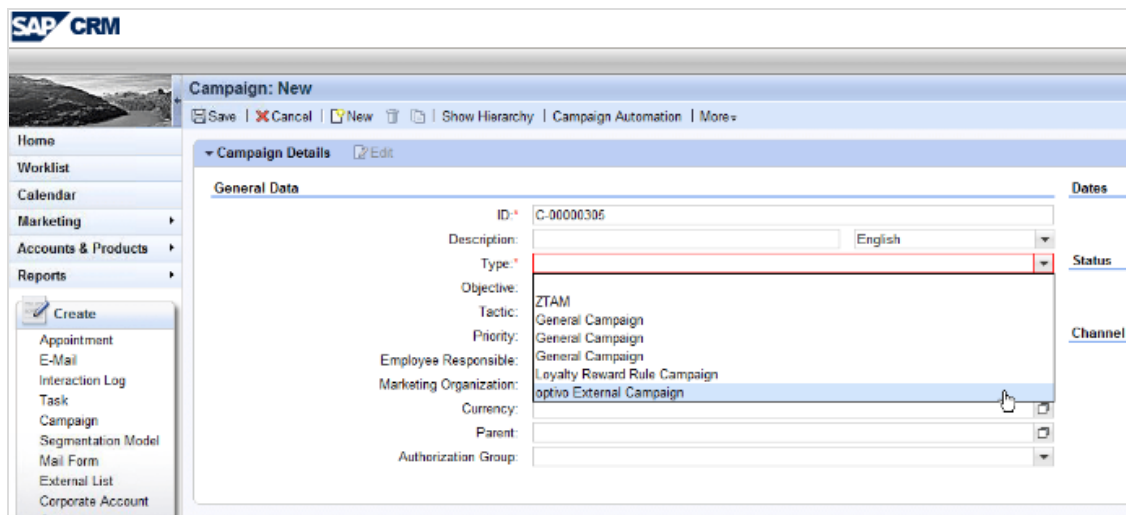 SAP CRM
Campaign: New
Save | Cancel | New | Show Hierarchy | Campaign Automation | More
Home
Worklist
Calendar
Marketing
Accounts & Products
Reports
Create
Appointment
E-Mail
Interaction Log
Task
Campaign
Segmentation Model
Mail Form
External List
Corporate Account
Campaign Details Edit
General Data
ID:* C-00000305
Description: English
Type:*
ZTAM
General Campaign
General Campaign
General Campaign
Loyalty Reward Rule Campaign
optivo External Campaign
Objective:
Tactic:
Priority:
Employee Responsible:
Marketing Organization:
Currency:
Parent:
Authorization Group:
Dates
Status
Channel